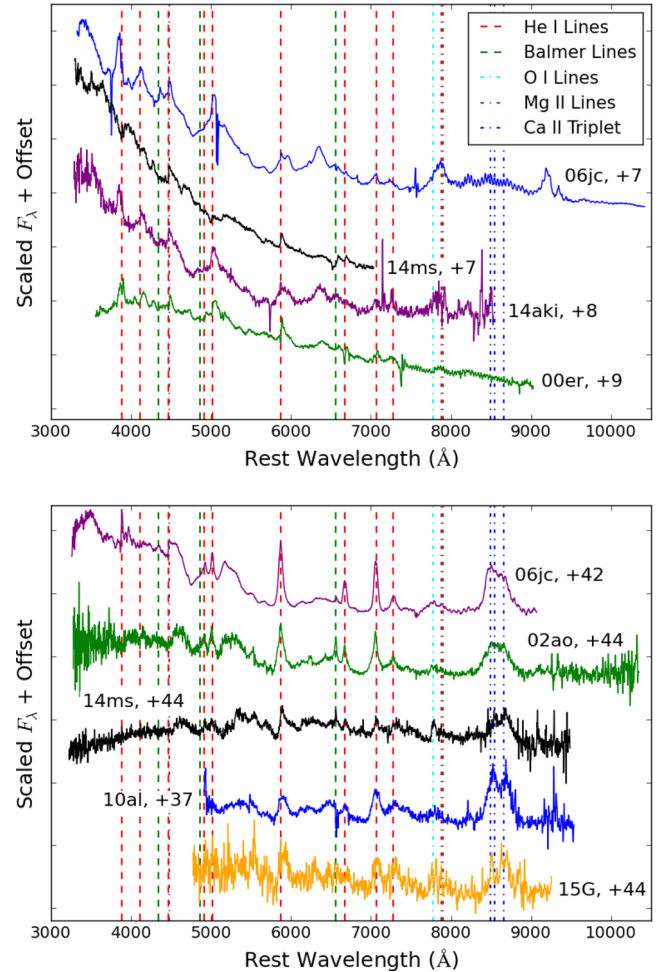 He I Lines
Balmer Lines
O I Lines
Mg II Lines
Ca II Triplet
06jc, +7
14ms, +7
14aki, +8
00er, +9
Scaled Fλ + Offset
3000 4000 5000 6000 7000 8000 9000 10000
Rest Wavelength (Å)
06jc, +42
02ao, +44
14ms, +44
10al, +37
15G, +44
Scaled Fλ + Offset
3000 4000 5000 6000 7000 8000 9000 10000
Rest Wavelength (Å)